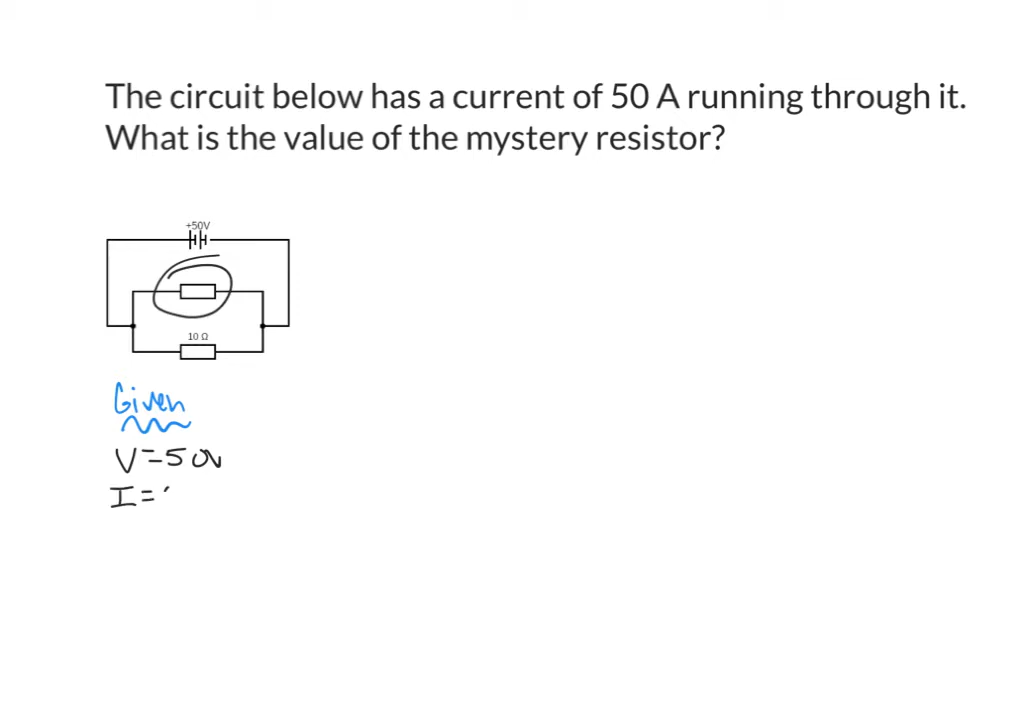 The circuit below has a current of 50 A running through it.
What is the value of the mystery resistor?
+50V
10 Ω
Given
V=50V
I=